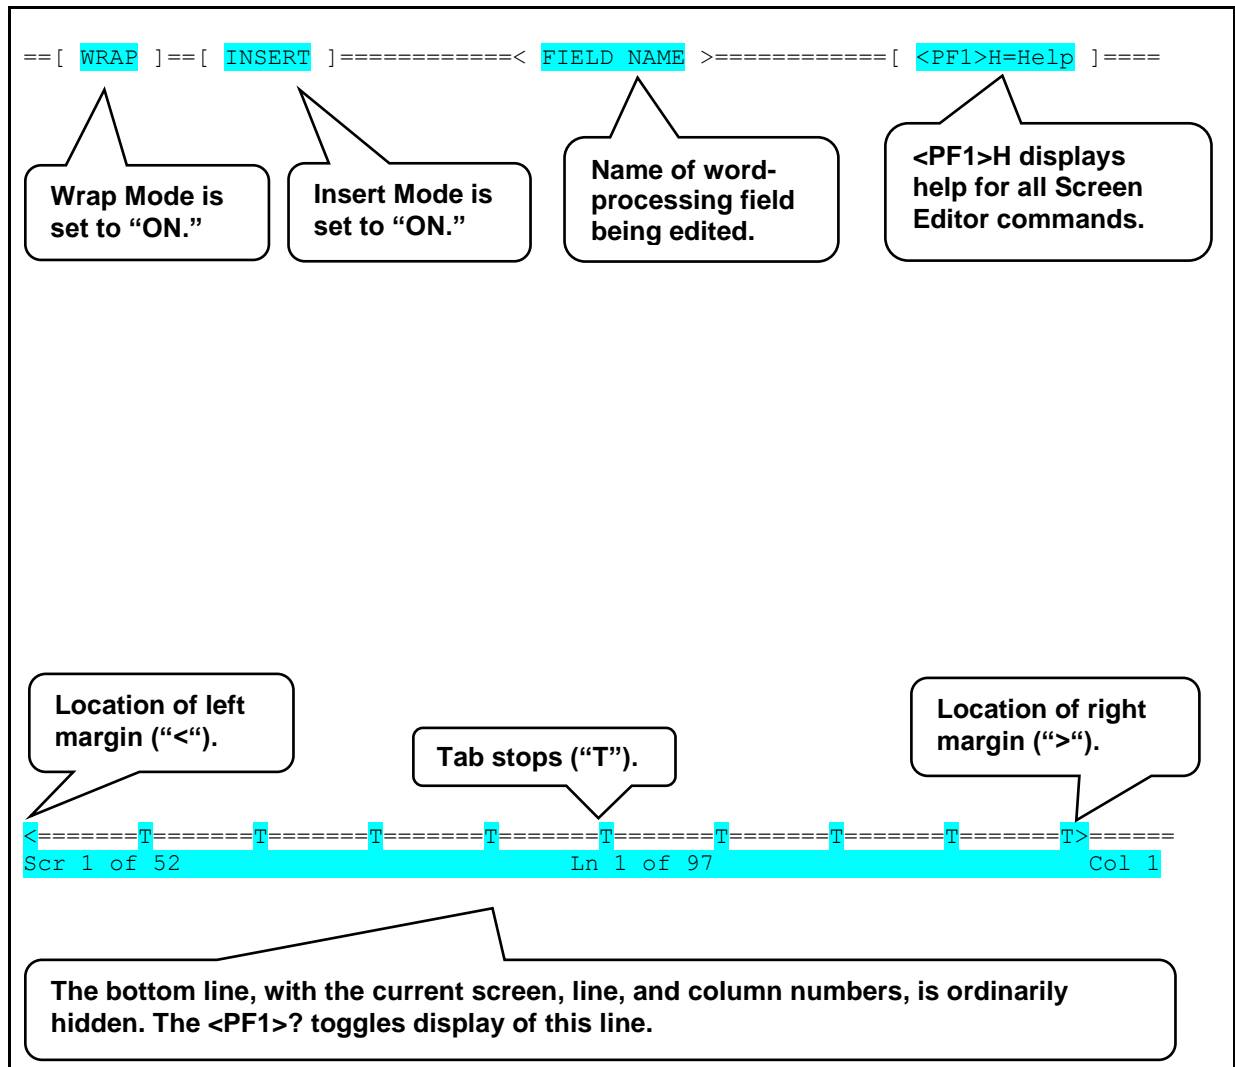 ==[ WRAP ]==[ INSERT ]============< FIELD NAME >============[ <PF1>H=Help ]====
Wrap Mode is
set to “ON.”
Insert Mode is
set to “ON.”
Name of word-
processing field
being edited.
<PF1>H displays
help for all Screen
Editor commands.
Location of left
margin (“<“).
Tab stops (“T”).
Location of right
margin (“>“).
<=======T=======T=======T=======T=======T=======T=======T=======T=======T>======
Scr 1 of 52 Ln 1 of 97 Col 1
The bottom line, with the current screen, line, and column numbers, is ordinarily
hidden. The <PF1>? toggles display of this line.